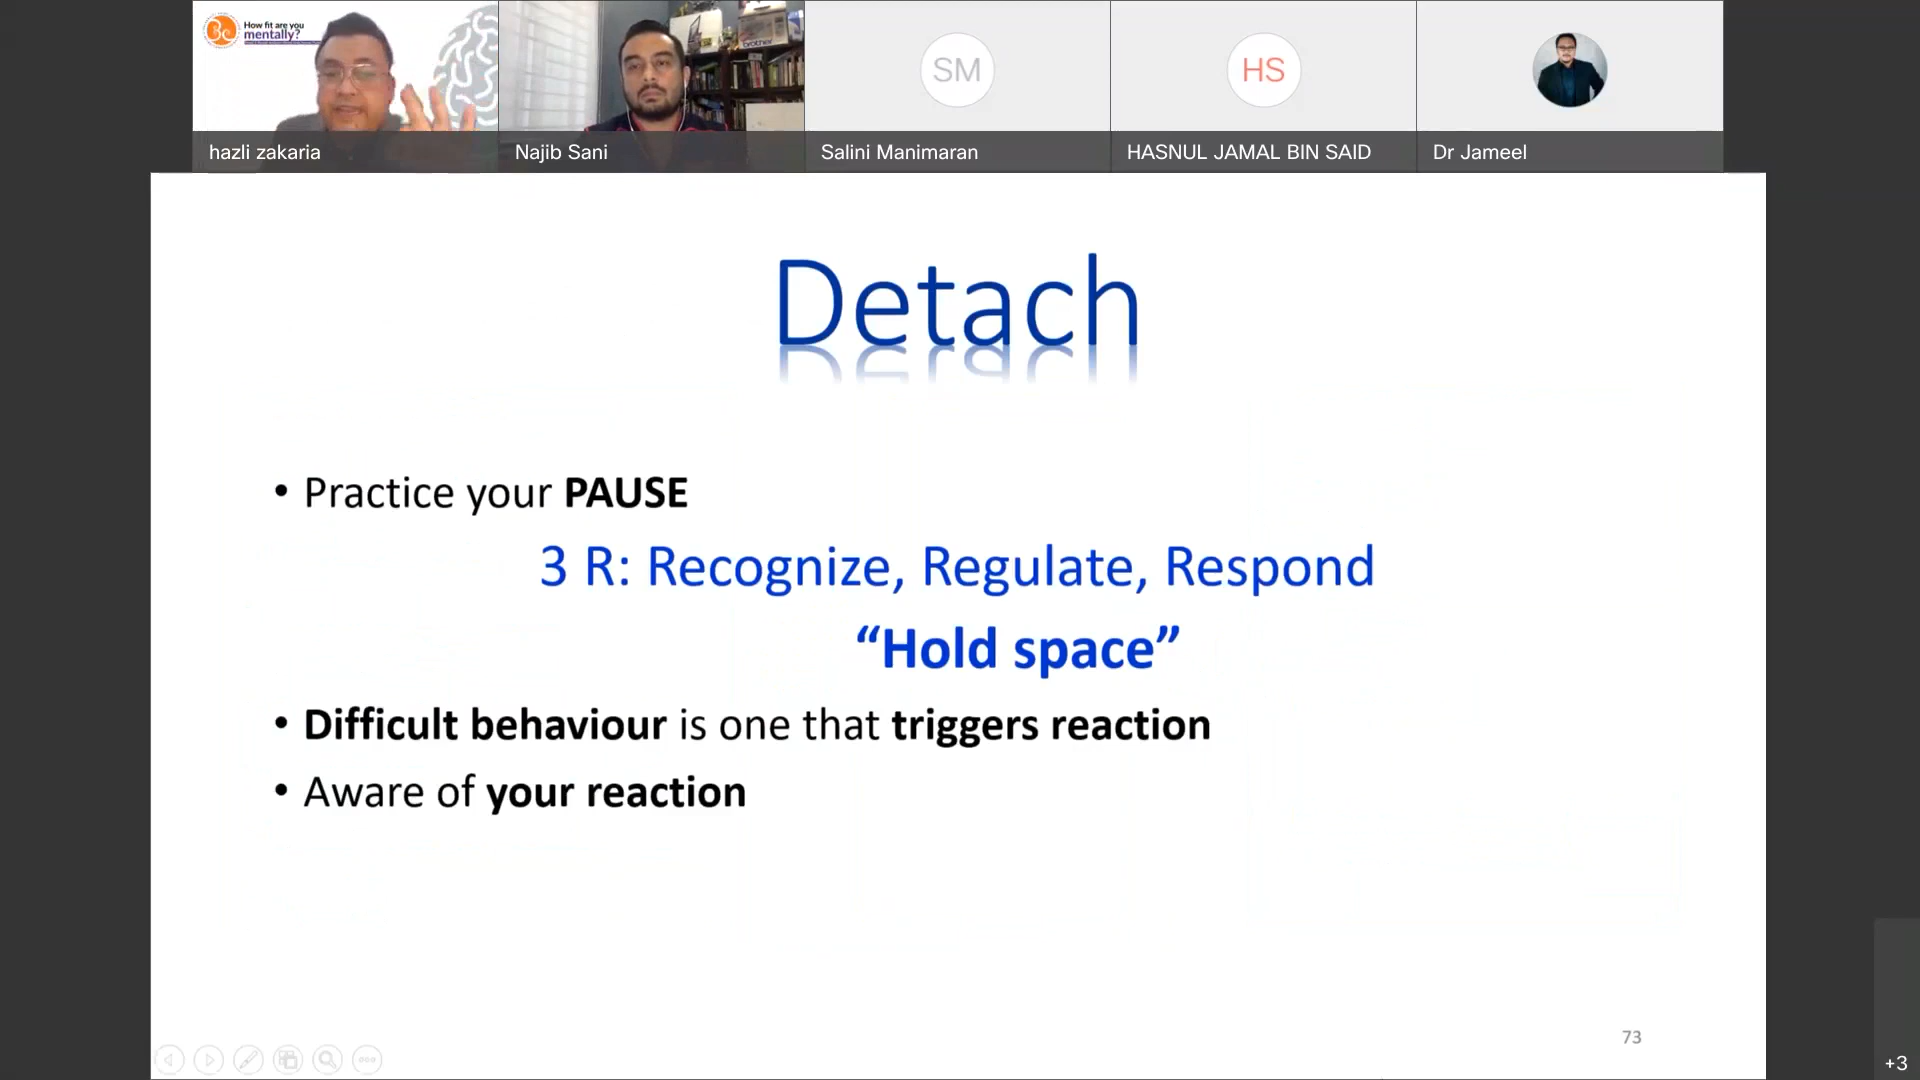 How fit are you
mentally?
brother
SM
HS
hazli zakaria
Najib Sani
Salini Manimaran
HASNUL JAMAL BIN SAID
Dr Jameel
Detach
• Practice your PAUSE
3 R: Recognize, Regulate, Respond
“Hold space”
• Difficult behaviour is one that triggers reaction
• Aware of your reaction
73
+3